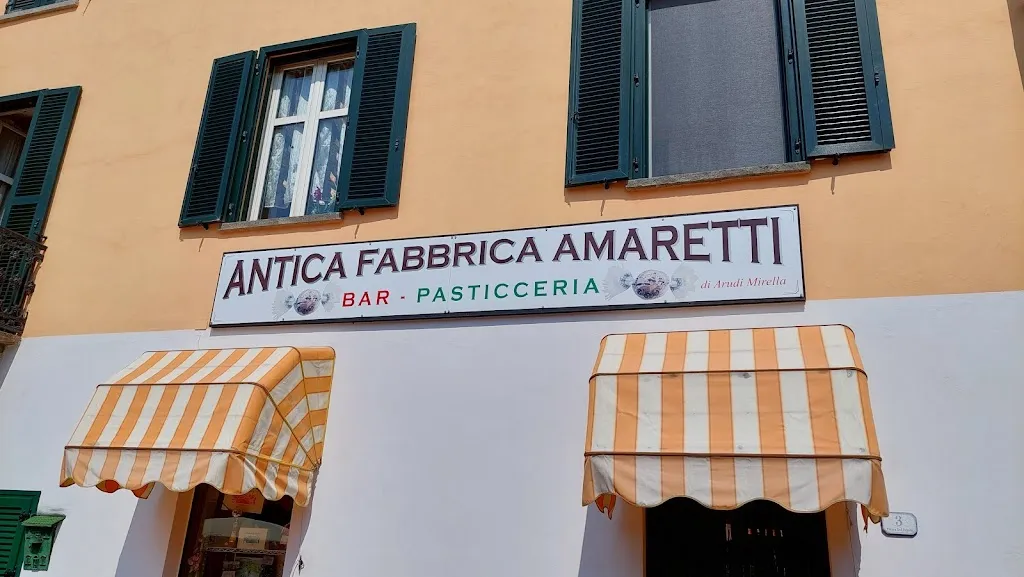 ANTICA FABBRICA AMARETTI
BAR - PASTICCERIA
di Arudi Mirella
3